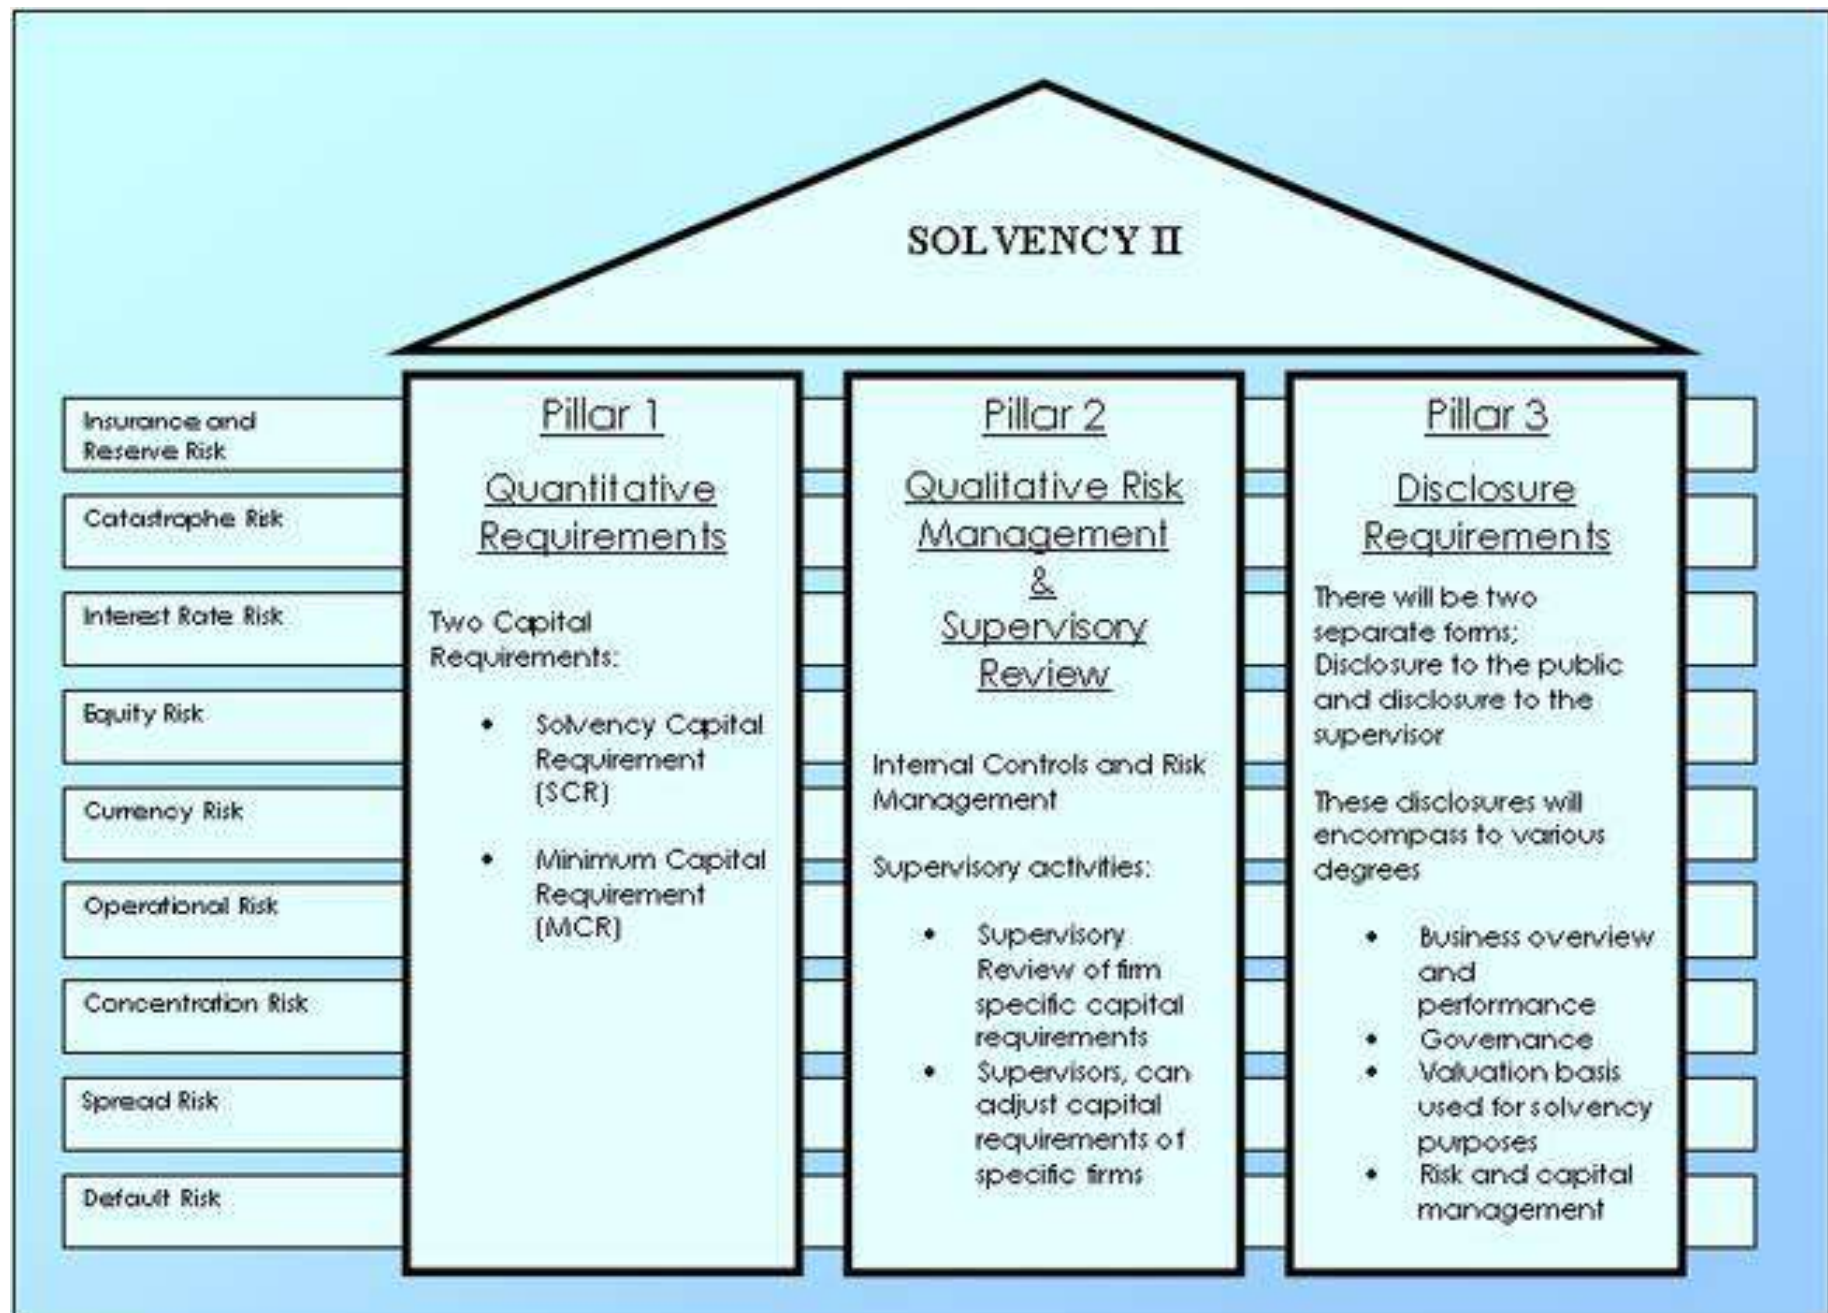 SOLVENCY II
Insurance and
Reserve Risk
Catastrophe Risk
Interest Rate Risk
Equity Risk
Currency Risk
Operational Risk
Concentration Risk
Spread Risk
Default Risk
Pillar 1
Quantitative
Requirements
Two Capital
Requirements:
• Solvency Capital
Requirement
(SCR)
• Minimum Capital
Requirement
(MCR)
Pillar 2
Qualitative Risk
Management
&
Supervisory
Review
Internal Controls and Risk
Management
Supervisory activities:
• Supervisory
Review of firm
specific capital
requirements
• Supervisors, can
adjust capital
requirements of
specific firms
Pillar 3
Disclosure
Requirements
There will be two
separate forms;
Disclosure to the public
and disclosure to the
supervisor
These disclosures will
encompass to various
degrees
• Business overview
and
performance
• Governance
• Valuation basis
used for solvency
purposes
• Risk and capital
management